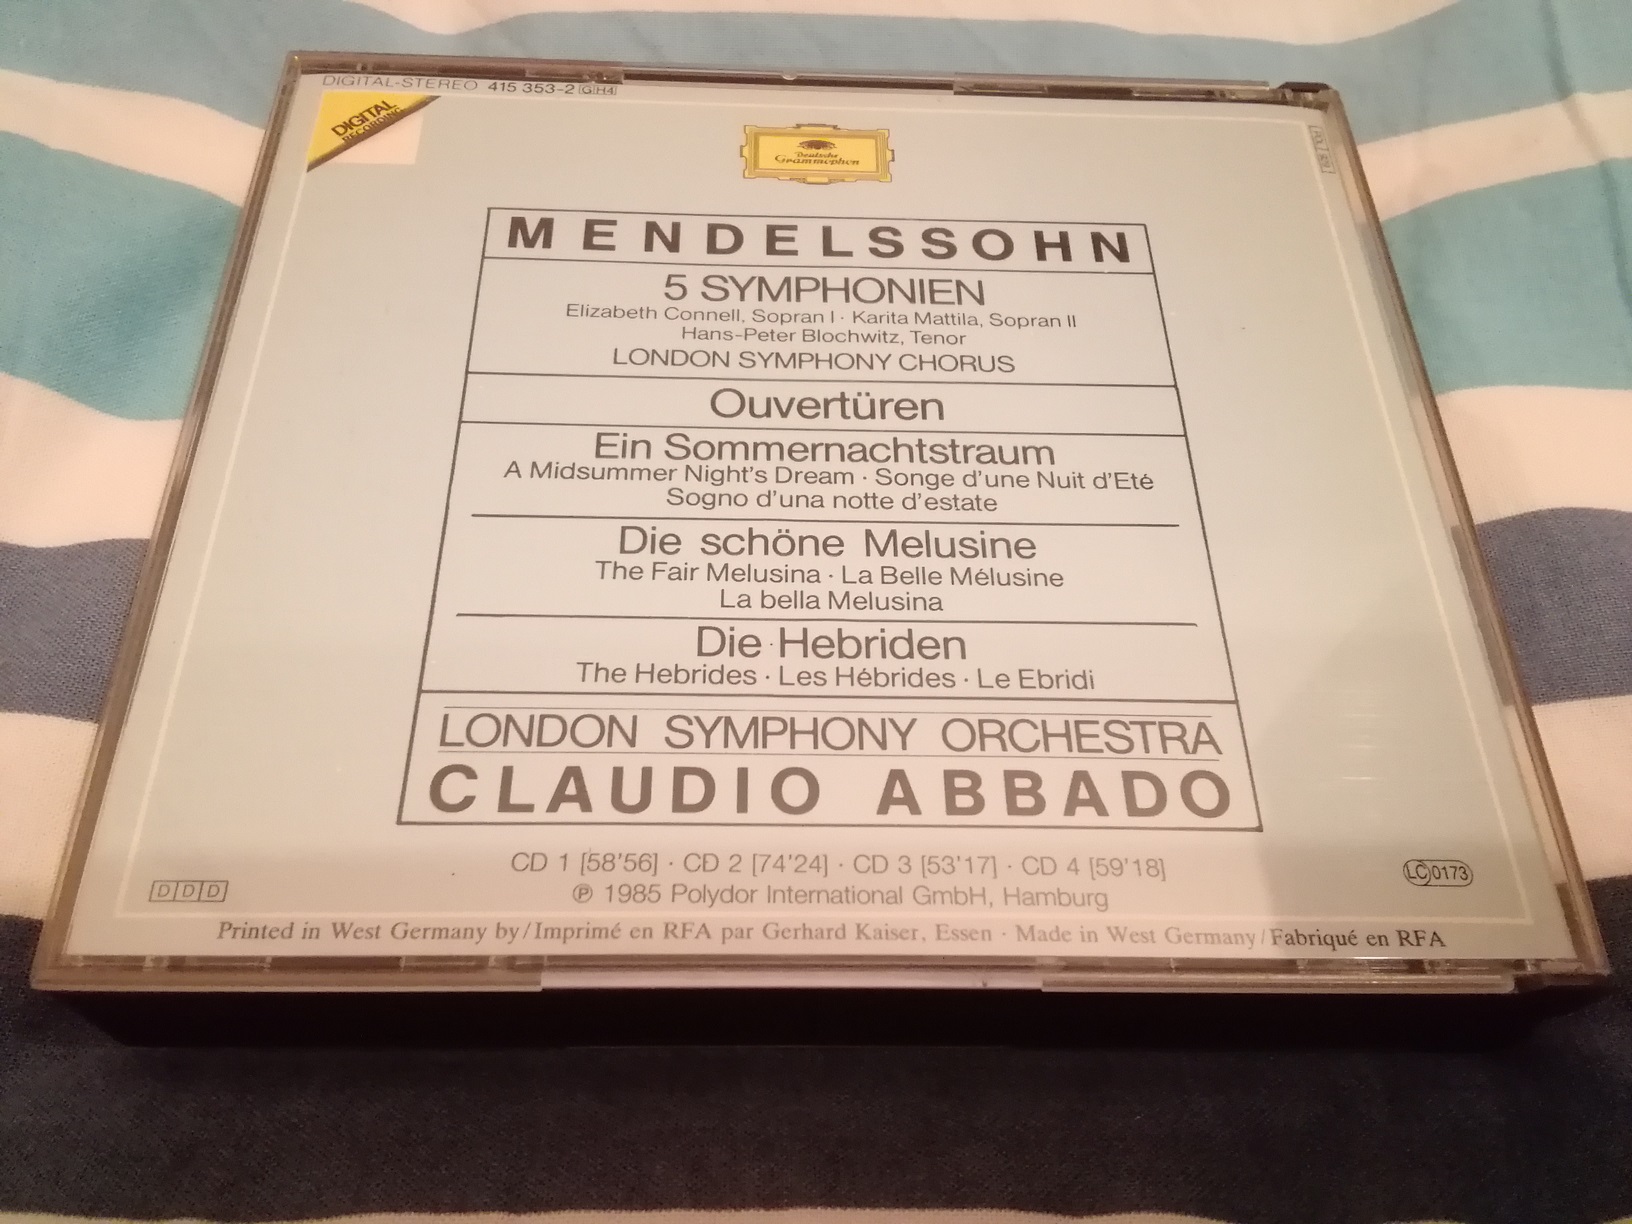 DIGITAL-STEREO 415 353-2 GH4
DIGITAL
RECORDING
Deutsche
Grammophon
MENDELSSOHN
5 SYMPHONIEN
Elizabeth Connell, Sopran I · Karita Mattila, Sopran II
Hans-Peter Blochwitz, Tenor
LONDON SYMPHONY CHORUS
Ouvertüren
Ein Sommernachtstraum
A Midsummer Night's Dream · Songe d'une Nuit d'Eté
Sogno d'una notte d'estate
Die schöne Melusine
The Fair Melusina · La Belle Mélusine
La bella Melusina
Die Hebriden
The Hebrides · Les Hébrides · Le Ebridi
LONDON SYMPHONY ORCHESTRA
CLAUDIO ABBADO
CD 1 [58'56] · CD 2 [74'24] · CD 3 [53'17] · CD 4 [59'18]
℗ 1985 Polydor International GmbH, Hamburg
DDD
LC 0173
Printed in West Germany by/Imprimé en RFA par Gerhard Kaiser, Essen · Made in West Germany/Fabriqué en RFA